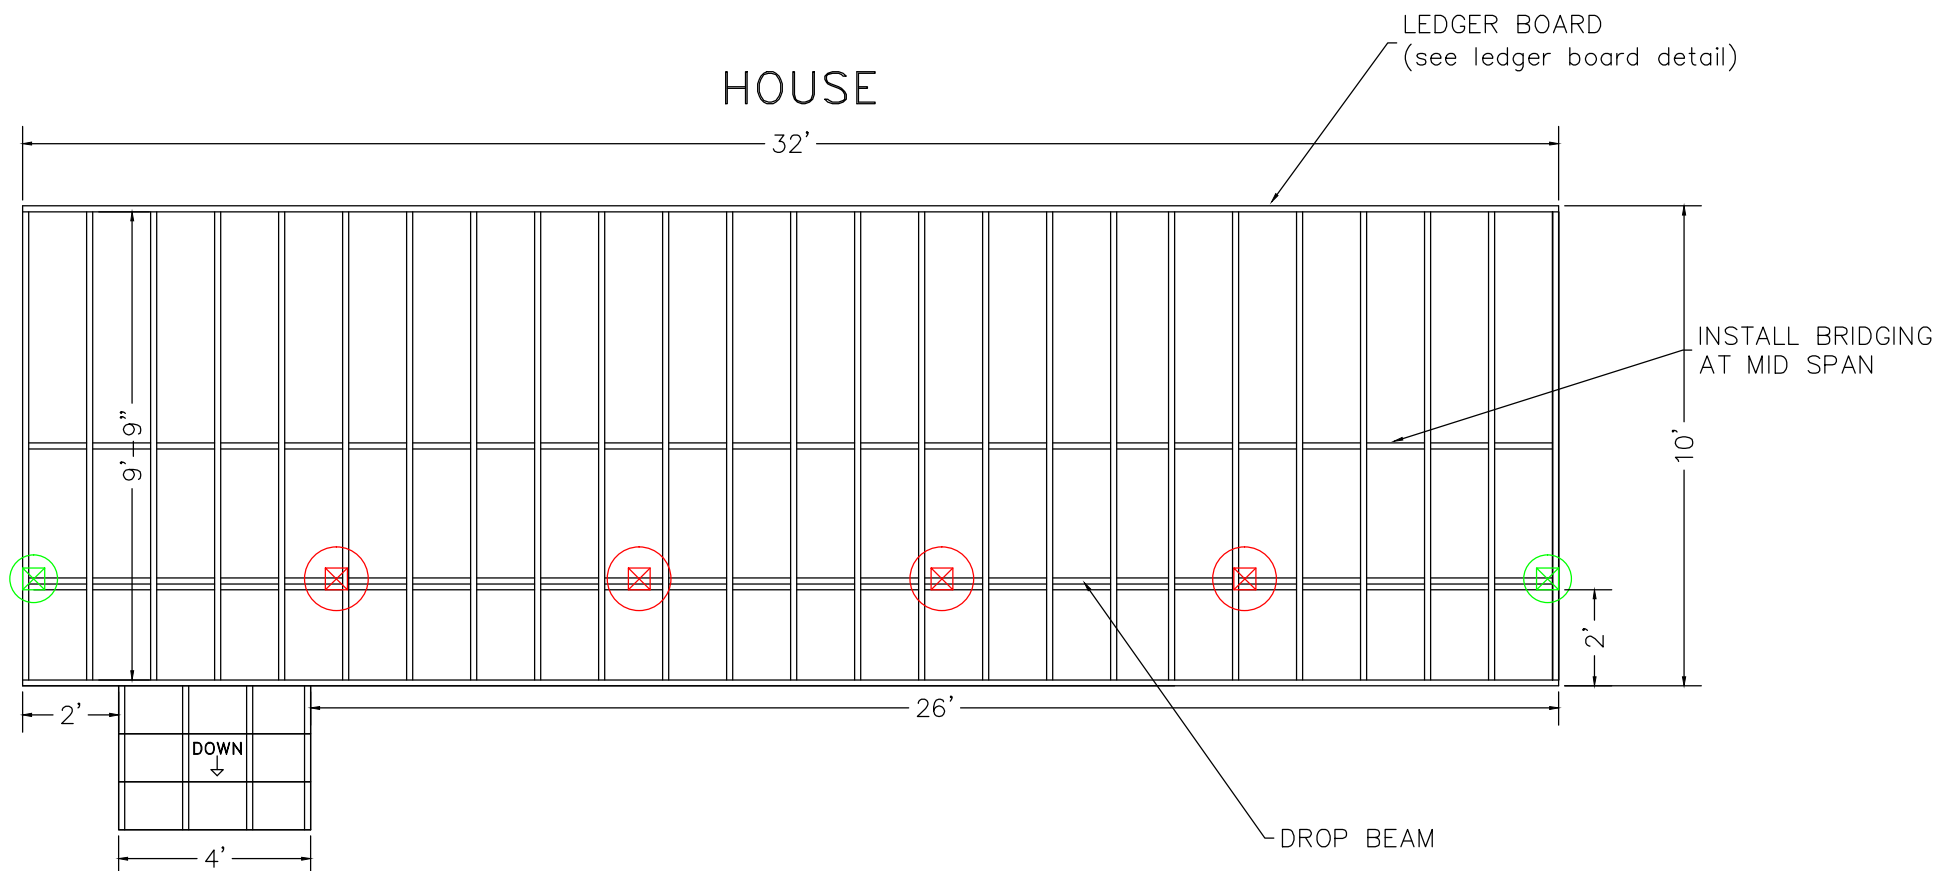 LEDGER BOARD
(see ledger board detail)
HOUSE
32'
INSTALL BRIDGING
AT MID SPAN
9'-9"
10'
2'
2'
26'
DOWN
DROP BEAM
4'